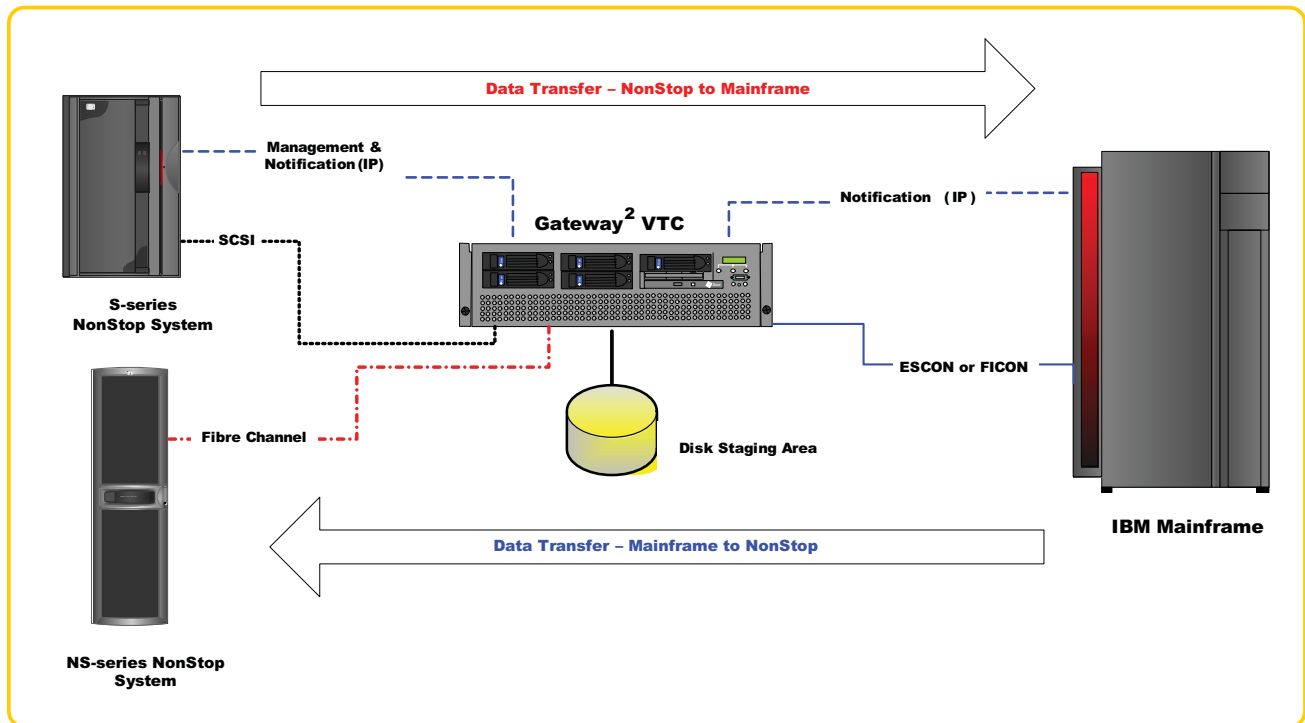 Data Transfer – NonStop to Mainframe
Management &
Notification (IP)
Notification (IP)
Gateway² VTC
SCSI
S-series
NonStop System
ESCON or FICON
Fibre Channel
Disk Staging Area
IBM Mainframe
Data Transfer – Mainframe to NonStop
NS-series NonStop
System